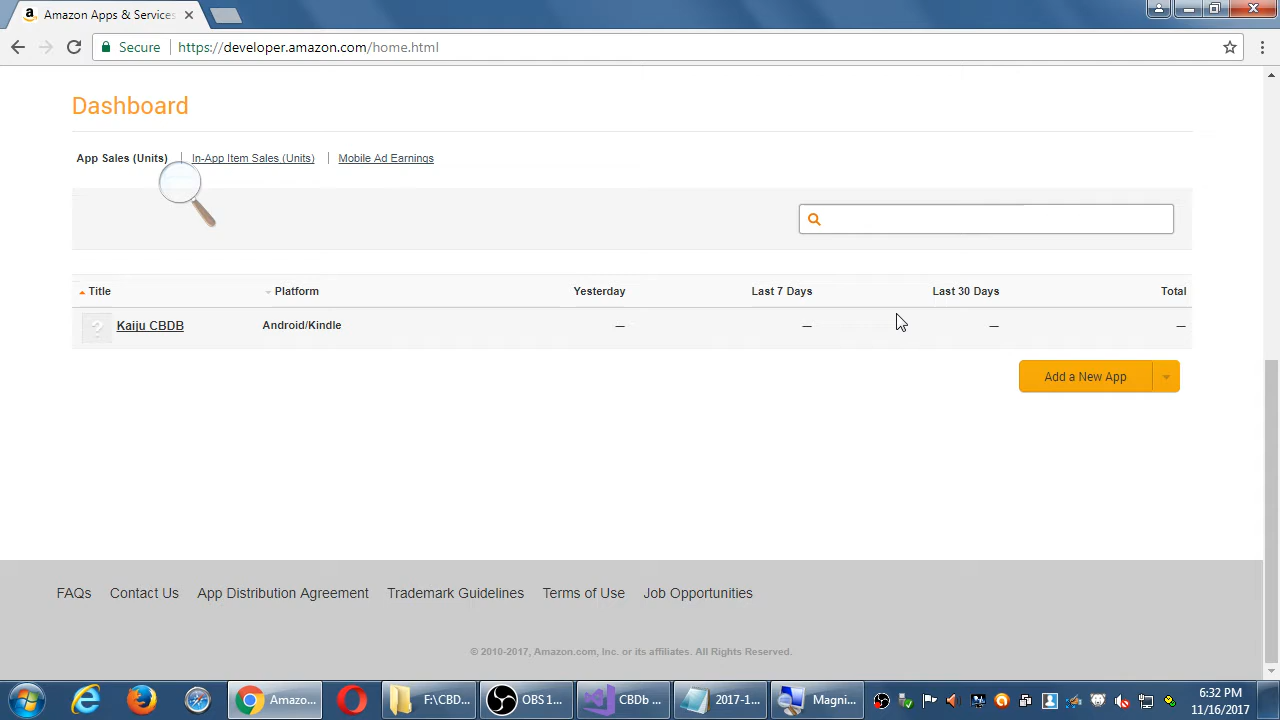 Amazon Apps & Services
Secure https://developer.amazon.com/home.html
Dashboard
App Sales (Units) In-App Item Sales (Units) Mobile Ad Earnings
Title Platform Yesterday Last 7 Days Last 30 Days Total
? Kaiju CBDB Android/Kindle — — — —
Add a New App
FAQs Contact Us App Distribution Agreement Trademark Guidelines Terms of Use Job Opportunities
© 2010-2017, Amazon.com, Inc. or its affiliates. All Rights Reserved.
Amazo... F:\CBD... OBS 1... CBDb ... 2017-1... Magni...
6:32 PM
11/16/2017